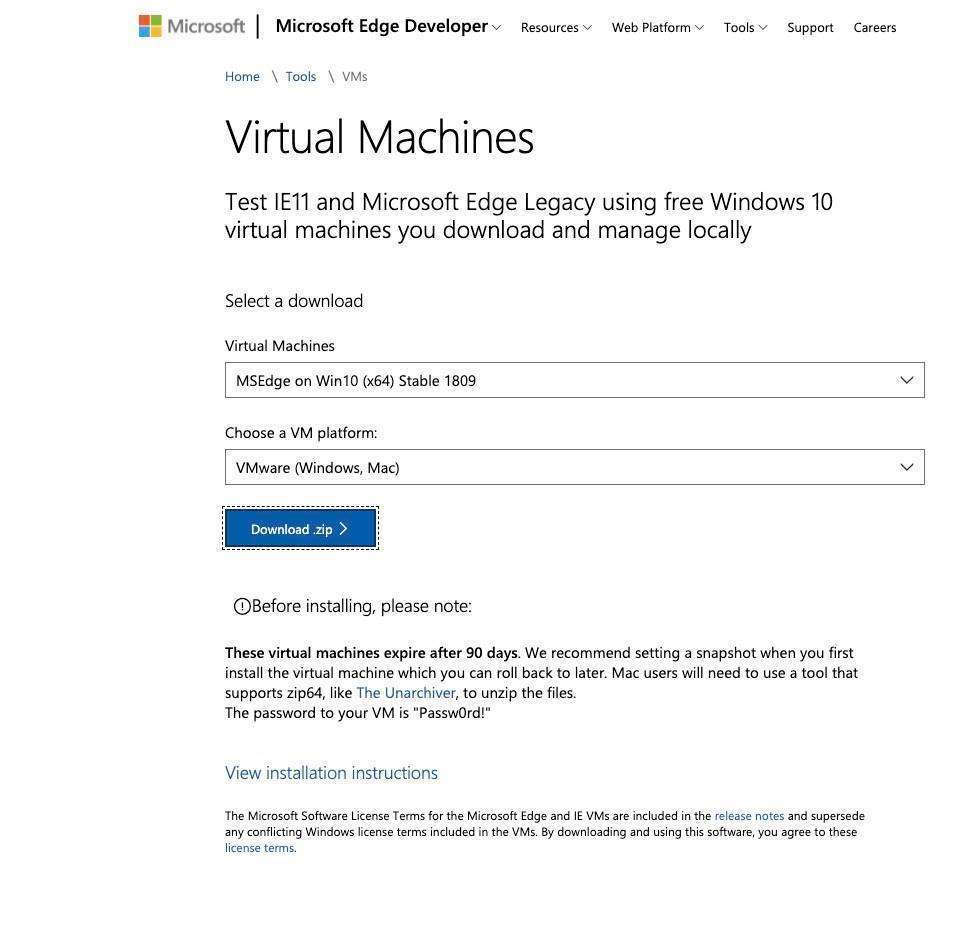 Microsoft | Microsoft Edge Developer Resources Web Platform Tools Support Careers
Home \ Tools \ VMs
Virtual Machines
Test IE11 and Microsoft Edge Legacy using free Windows 10
virtual machines you download and manage locally
Select a download
Virtual Machines
MSEdge on Win10 (x64) Stable 1809
Choose a VM platform:
VMware (Windows, Mac)
Download .zip
Before installing, please note:
These virtual machines expire after 90 days. We recommend setting a snapshot when you first
install the virtual machine which you can roll back to later. Mac users will need to use a tool that
supports zip64, like The Unarchiver, to unzip the files.
The password to your VM is "Passw0rd!"
View installation instructions
The Microsoft Software License Terms for the Microsoft Edge and IE VMs are included in the release notes and supersede
any conflicting Windows license terms included in the VMs. By downloading and using this software, you agree to these
license terms.